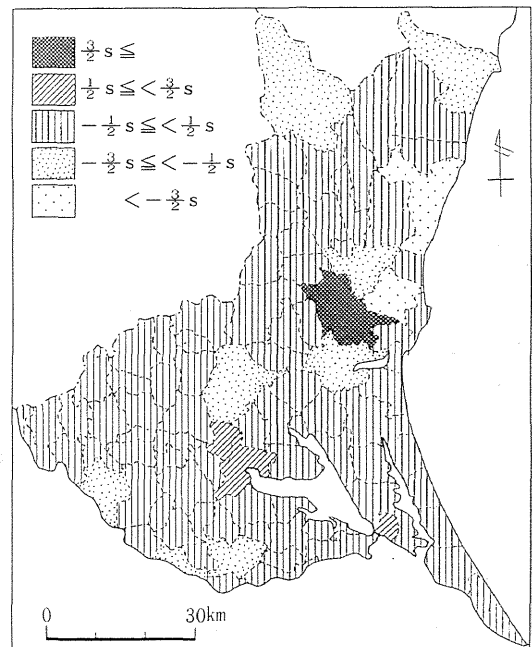 3/2 s ≦
1/2 s ≦ < 3/2 s
− 1/2 s ≦ < 1/2 s
− 3/2 s ≦ < − 1/2 s
< − 3/2 s
0 30km